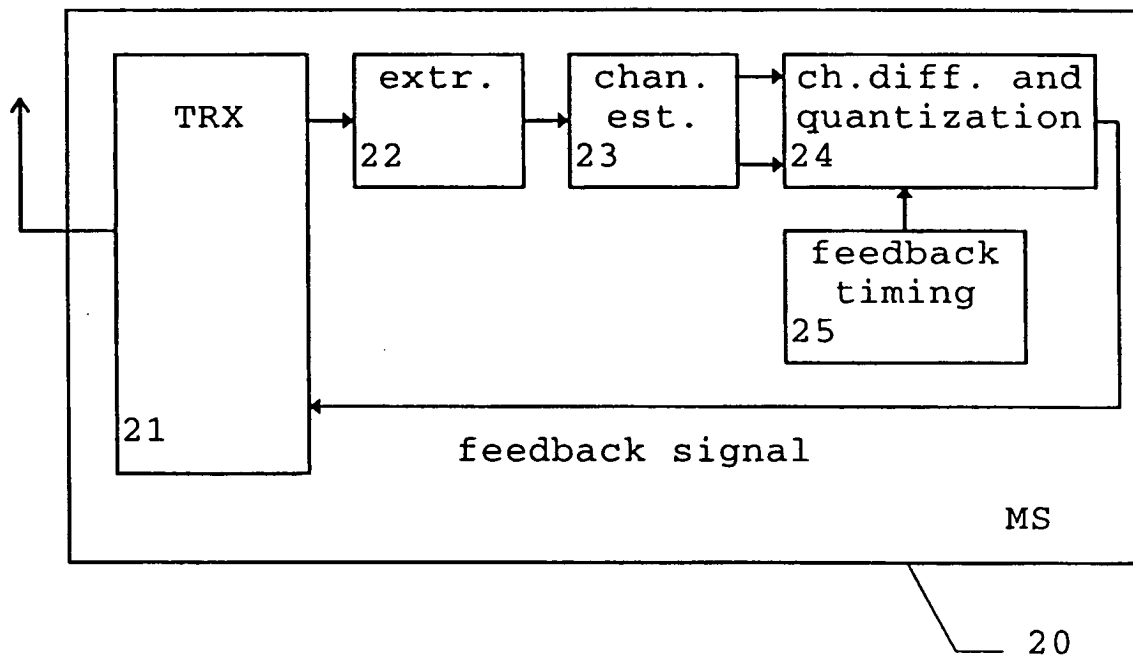 TRX
21
extr.
22
chan.
est.
23
ch.diff. and
quantization
24
feedback
timing
25
feedback signal
MS
20